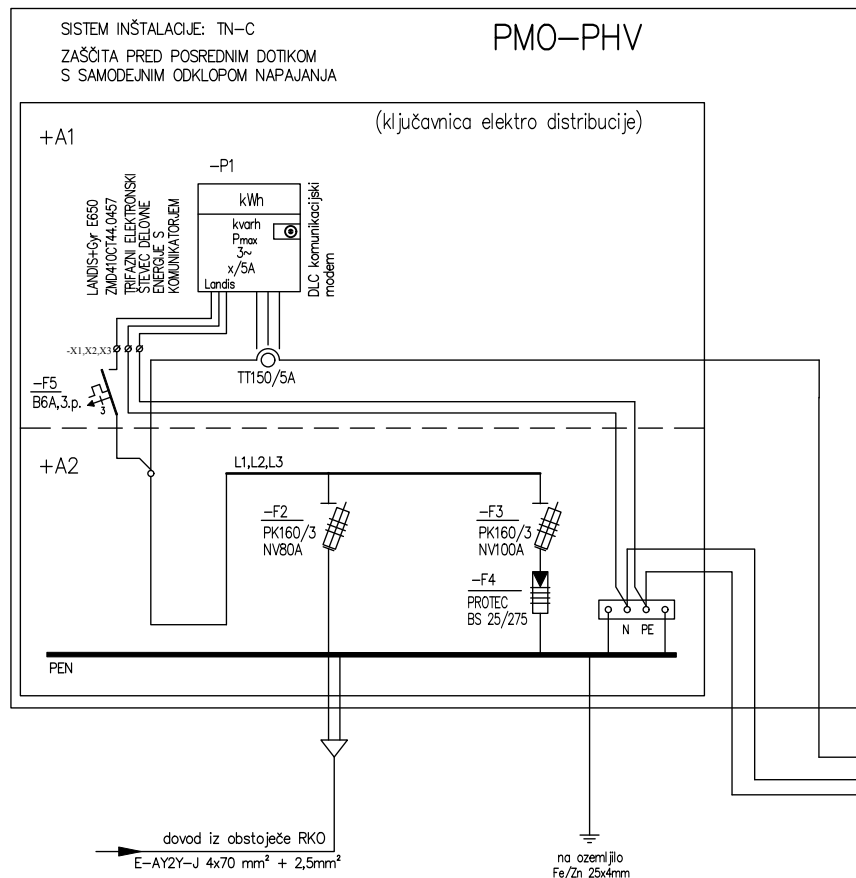 SISTEM INŠTALACIJE: TN-C
ZAŠČITA PRED POSREDNIM DOTIKOM
S SAMODEJNIM ODKLOPOM NAPAJANJA
PMO-PHV
(ključavnica elektro distribucije)
+A1
-P1
kWh
kvarh
Pmax
3~
x/5A
Landis
LANDIS+Gyr E650
ZMD410CT44.0457
TRIFAZNI ELEKTRONSKI
ŠTEVEC DELOVNE
ENERGIJE S
KOMUNIKATORJEM
DLC komunikacijski
modem
-X1,X2,X3
TT150/5A
-F5
B6A,3.p.
3
+A2
L1,L2,L3
-F2
PK160/3
NV80A
-F3
PK160/3
NV100A
-F4
PROTEC
BS 25/275
N PE
PEN
dovod iz obstoječe RKO
E-AY2Y-J 4x70 mm² + 2,5mm²
na ozemljilo
Fe/Zn 25x4mm